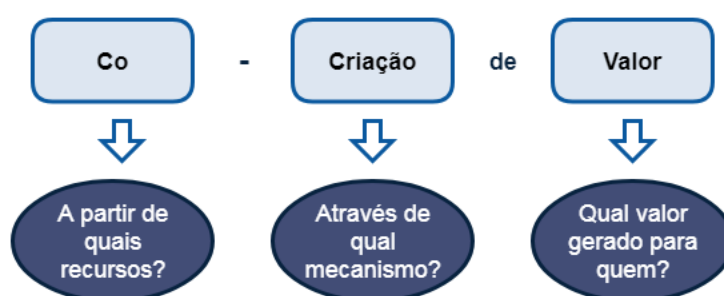 Co - Criação de Valor
A partir de
quais
recursos?
Através de
qual
mecanismo?
Qual valor
gerado para
quem?